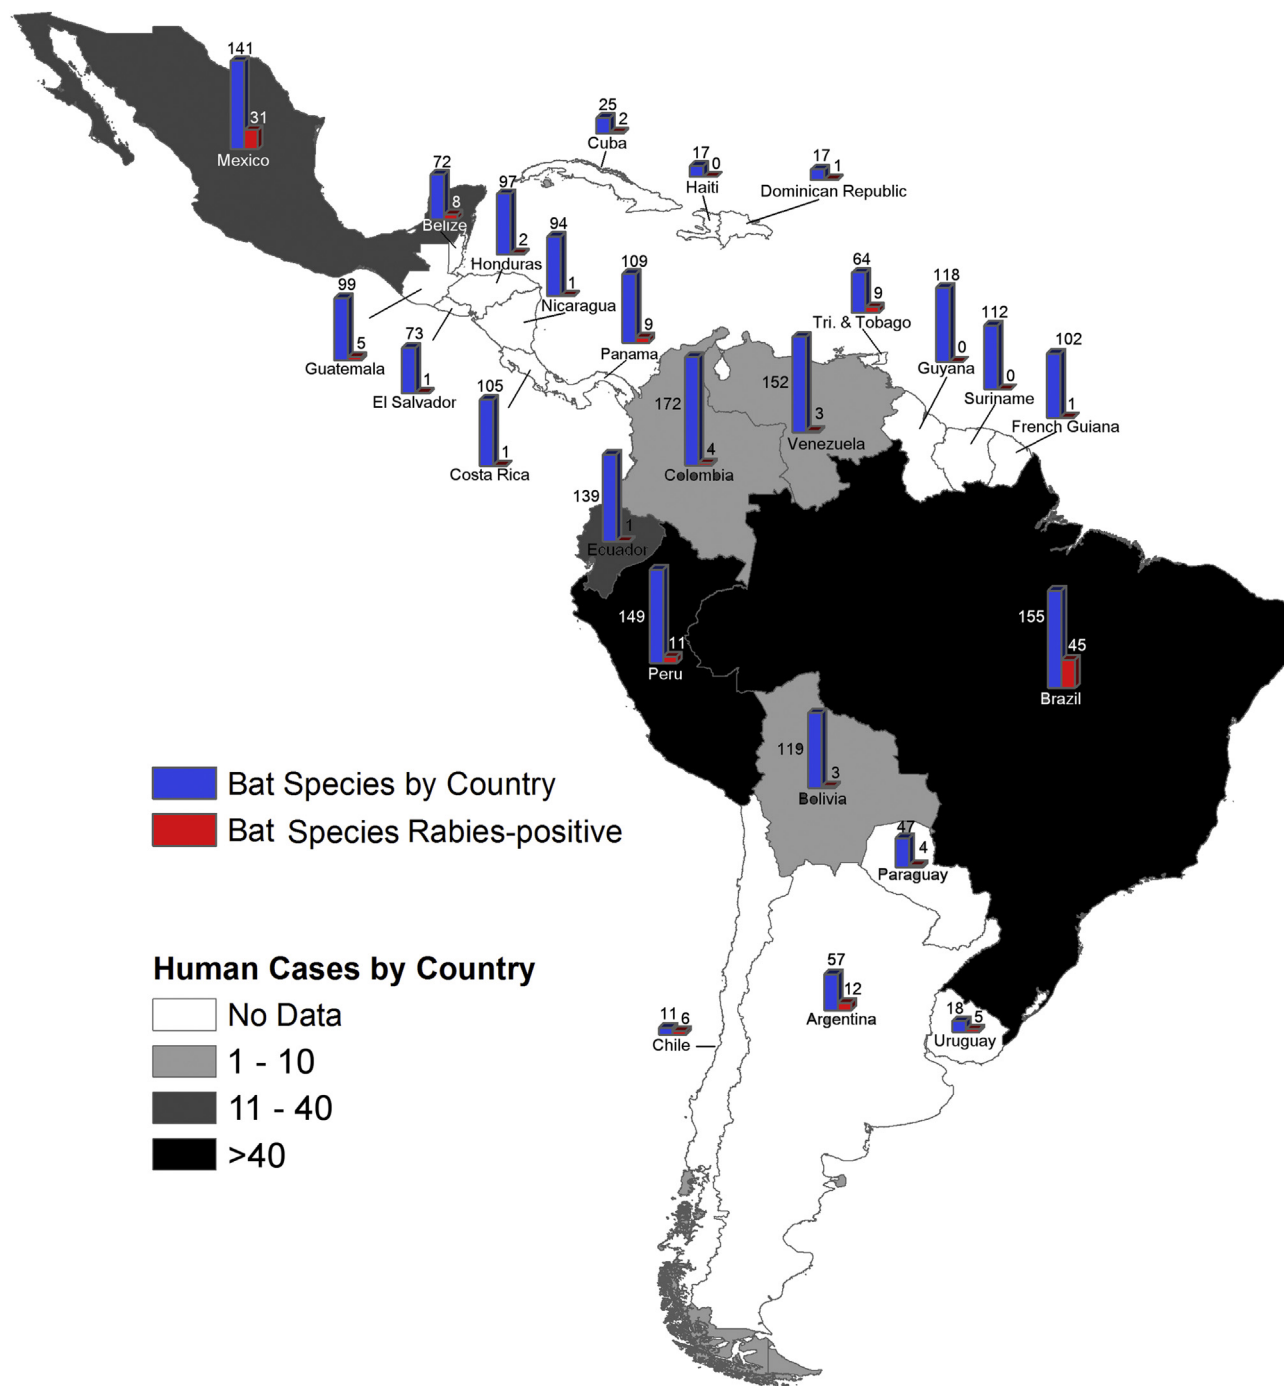 141
31
Mexico
25
2
Cuba
17
0
Haiti
17
1
Dominican Republic
72
8
Belize
97
2
Honduras
94
1
Nicaragua
99
5
Guatemala
73
1
El Salvador
105
1
Costa Rica
109
9
Panama
64
9
Tri. & Tobago
118
0
Guyana
112
0
Suriname
102
1
French Guiana
172
4
Colombia
152
3
Venezuela
139
1
Ecuador
149
11
Peru
155
45
Brazil
119
3
Bolivia
47
4
Paraguay
57
12
Argentina
18
5
Uruguay
11
6
Chile
Bat Species by Country
Bat Species Rabies-positive
Human Cases by Country
No Data
1 - 10
11 - 40
>40